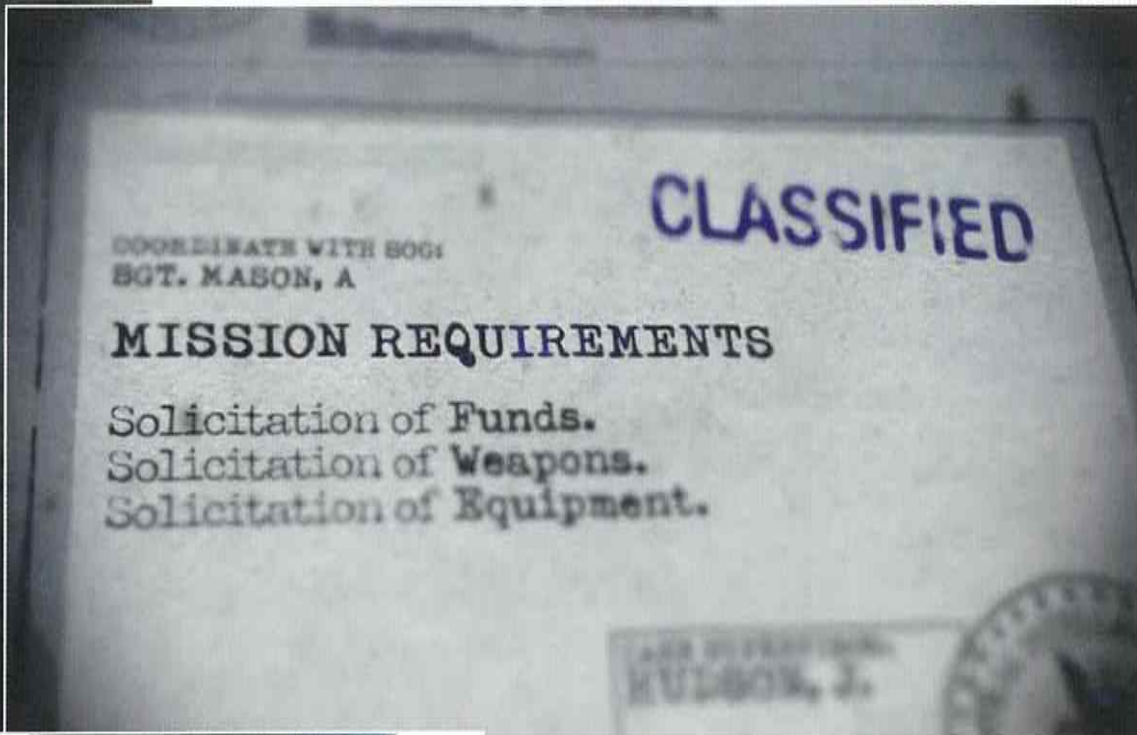 CLASSIFIED
COORDINATE WITH SOG:
SGT. MASON, A
MISSION REQUIREMENTS
Solicitation of Funds.
Solicitation of Weapons.
Solicitation of Equipment.
HUDSON, J.